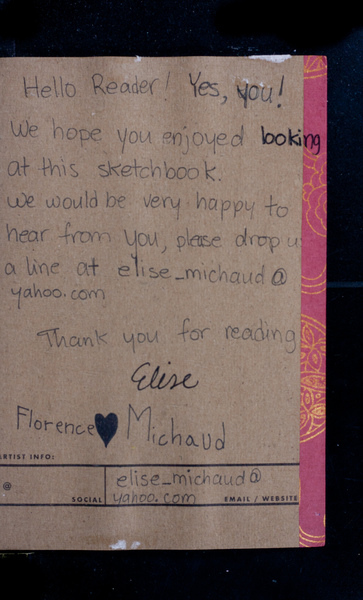 Hello Reader! Yes, you!
We hope you enjoyed looking
at this sketchbook.
We would be very happy to
hear from you, please drop u
a line at elise_michaud@
yahoo.com
Thank you for reading
Elise
Florence Michaud
ARTIST INFO:
elise_michaud@
@ SOCIAL yahoo.com EMAIL / WEBSITE